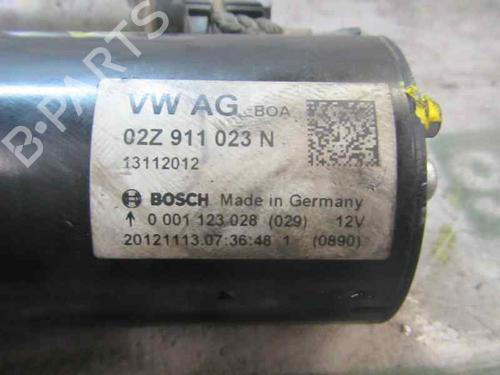 B-PARTS
VW AG -BOA
02Z 911 023 N
13112012
BOSCH Made in Germany
↑ 0 001 123 028 (029) 12V
20121113.07:36:48 1 (0890)